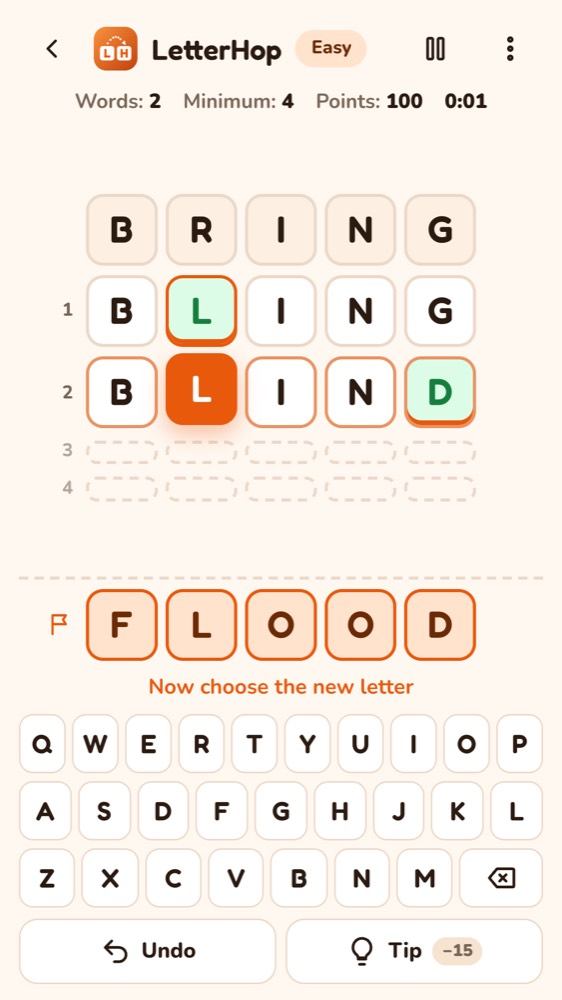 L H LetterHop Easy
Words: 2 Minimum: 4 Points: 100 0:01
B R I N G
1 B L I N G
2 B L I N D
3
4
F L O O D
Now choose the new letter
Q W E R T Y U I O P
A S D F G H J K L
Z X C V B N M
Undo Tip −15